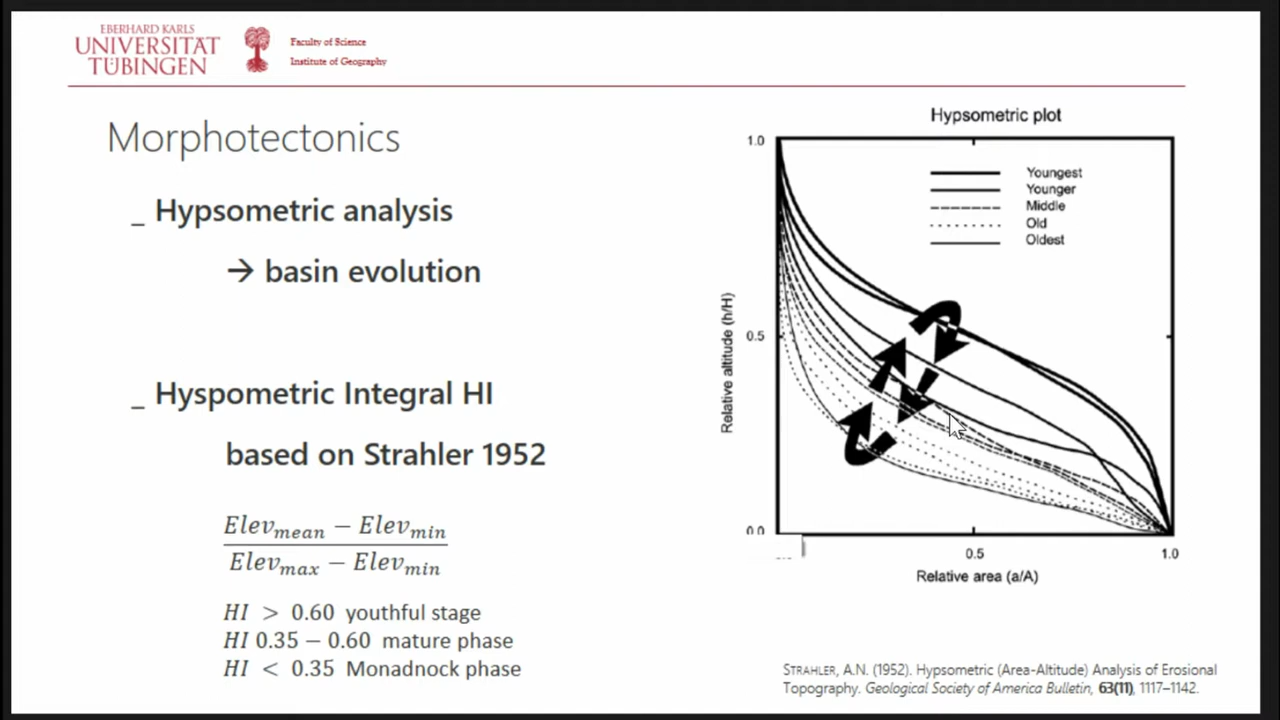 EBERHARD KARLS
UNIVERSITÄT
TÜBINGEN
Faculty of Science
Institute of Geography
Morphotectonics
_ Hypsometric analysis
→ basin evolution
_ Hyspometric Integral HI
based on Strahler 1952
Elev_mean − Elev_min
Elev_max − Elev_min
HI > 0.60 youthful stage
HI 0.35 − 0.60 mature phase
HI < 0.35 Monadnock phase
Hypsometric plot
1.0
Youngest
Younger
Middle
Old
Oldest
Relative altitude (h/H)
0.5
0.0
0.5
1.0
Relative area (a/A)
STRAHLER, A.N. (1952). Hypsometric (Area-Altitude) Analysis of Erosional
Topography. Geological Society of America Bulletin, 63(11), 1117–1142.